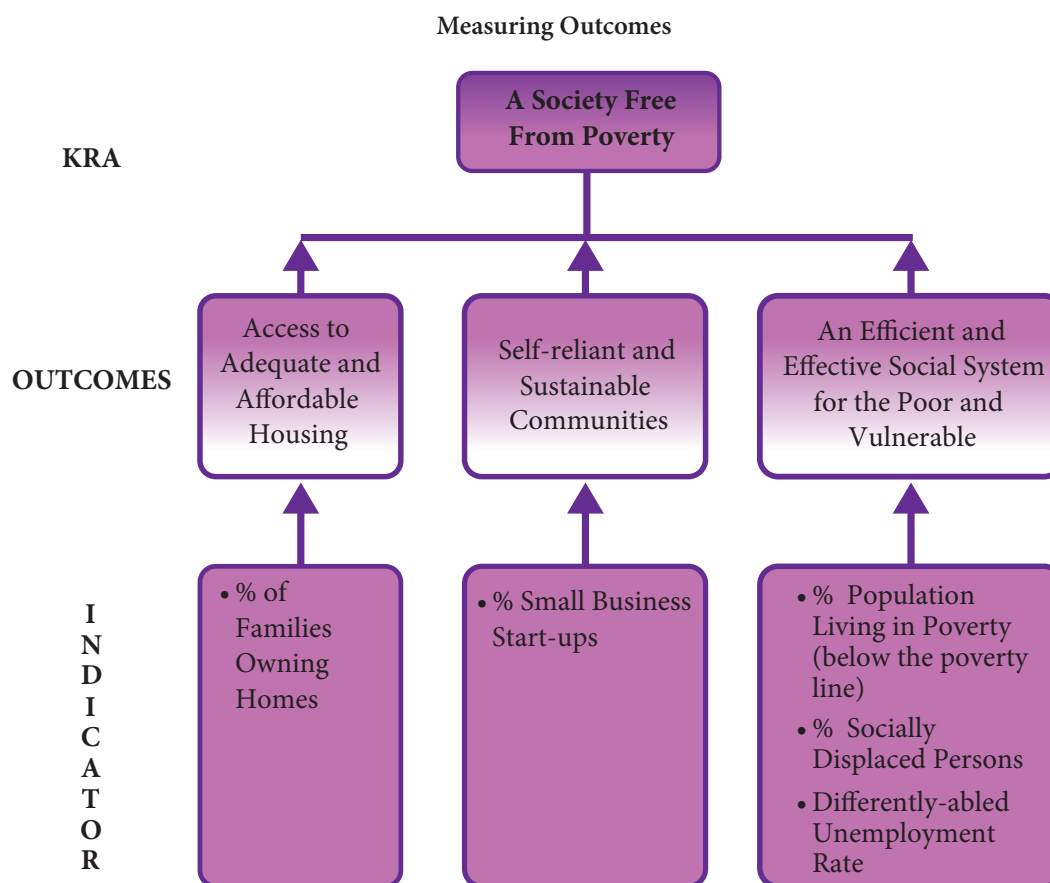 Measuring Outcomes
KRA
A Society Free
From Poverty
OUTCOMES
Access to
Adequate and
Affordable
Housing
Self-reliant and
Sustainable
Communities
An Efficient and
Effective Social System
for the Poor and
Vulnerable
I
N
D
I
C
A
T
O
R
• % of
Families
Owning
Homes
• % Small Business
Start-ups
• % Population
Living in Poverty
(below the poverty
line)
• % Socially
Displaced Persons
• Differently-abled
Unemployment
Rate